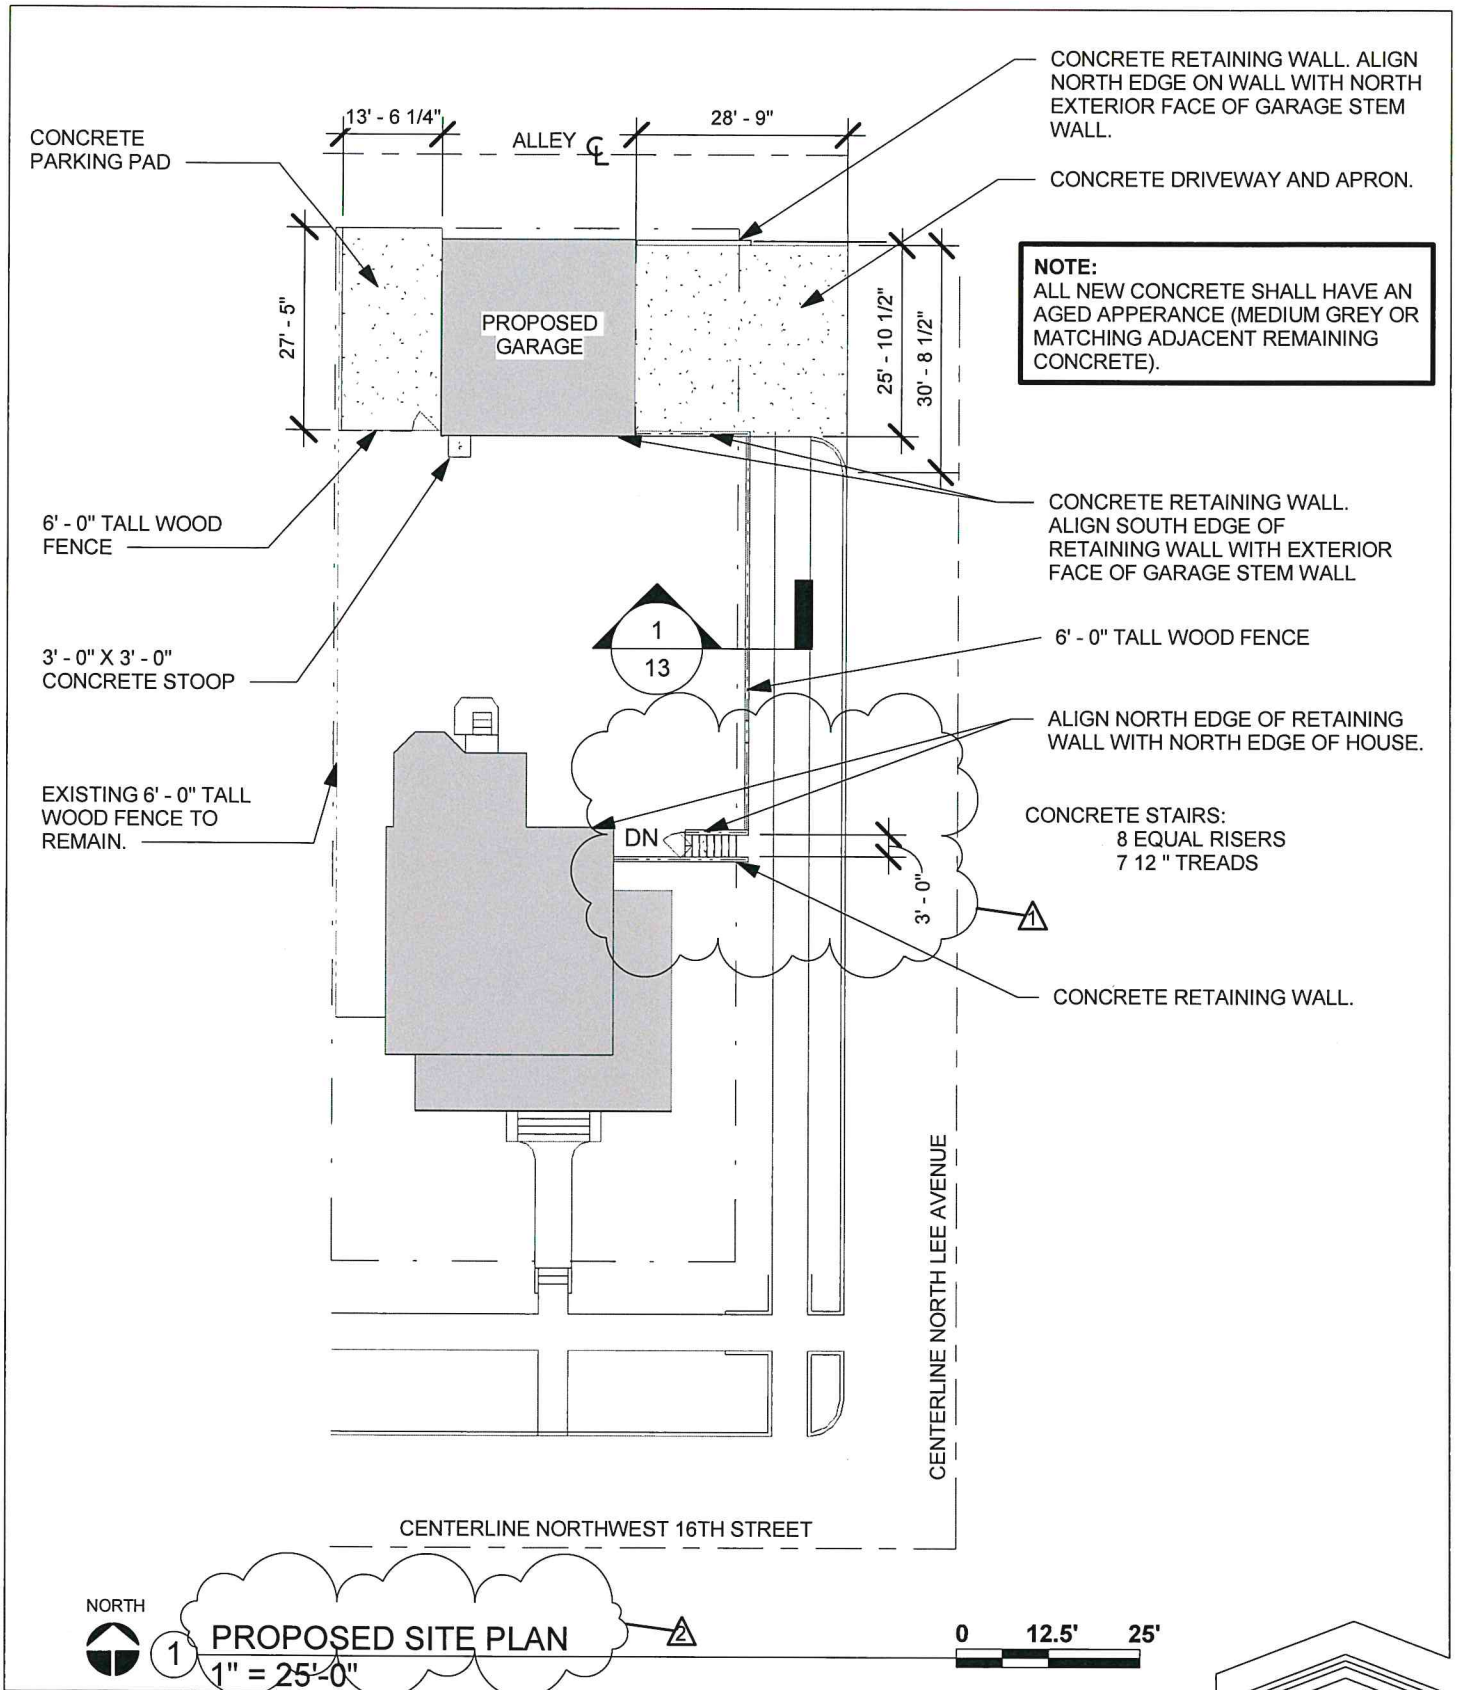 CONCRETE RETAINING WALL. ALIGN
NORTH EDGE ON WALL WITH NORTH
EXTERIOR FACE OF GARAGE STEM
WALL.
13' - 6 1/4"
28' - 9"
CONCRETE
PARKING PAD
ALLEY
CONCRETE DRIVEWAY AND APRON.
NOTE:
ALL NEW CONCRETE SHALL HAVE AN
AGED APPERANCE (MEDIUM GREY OR
MATCHING ADJACENT REMAINING
CONCRETE).
27' - 5"
PROPOSED
GARAGE
25' - 10 1/2"
30' - 8 1/2"
6' - 0" TALL WOOD
FENCE
CONCRETE RETAINING WALL.
ALIGN SOUTH EDGE OF
RETAINING WALL WITH EXTERIOR
FACE OF GARAGE STEM WALL
1
13
6' - 0" TALL WOOD FENCE
3' - 0" X 3' - 0"
CONCRETE STOOP
ALIGN NORTH EDGE OF RETAINING
WALL WITH NORTH EDGE OF HOUSE.
EXISTING 6' - 0" TALL
WOOD FENCE TO
REMAIN.
DN
CONCRETE STAIRS:
8 EQUAL RISERS
7 12 " TREADS
3' - 0"
1
CONCRETE RETAINING WALL.
CENTERLINE NORTH LEE AVENUE
CENTERLINE NORTHWEST 16TH STREET
NORTH
1
PROPOSED SITE PLAN
1" = 25'-0"
2
0 12.5' 25'